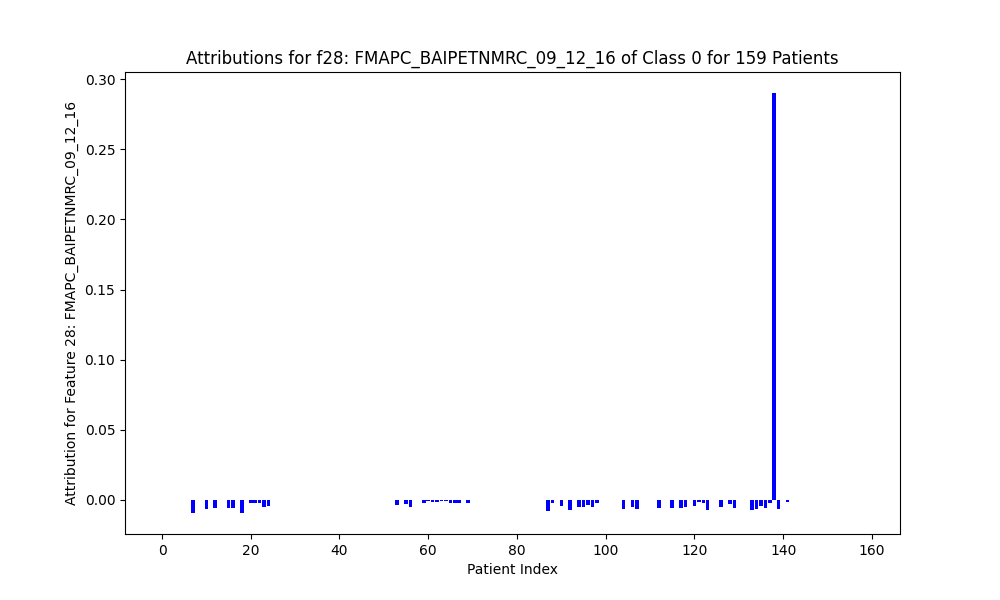 Attributions for f28: FMAPC_BAIPETNMRC_09_12_16 of Class 0 for 159 Patients
Attribution for Feature 28: FMAPC_BAIPETNMRC_09_12_16
0.30
0.25
0.20
0.15
0.10
0.05
0.00
0 20 40 60 80 100 120 140 160
Patient Index